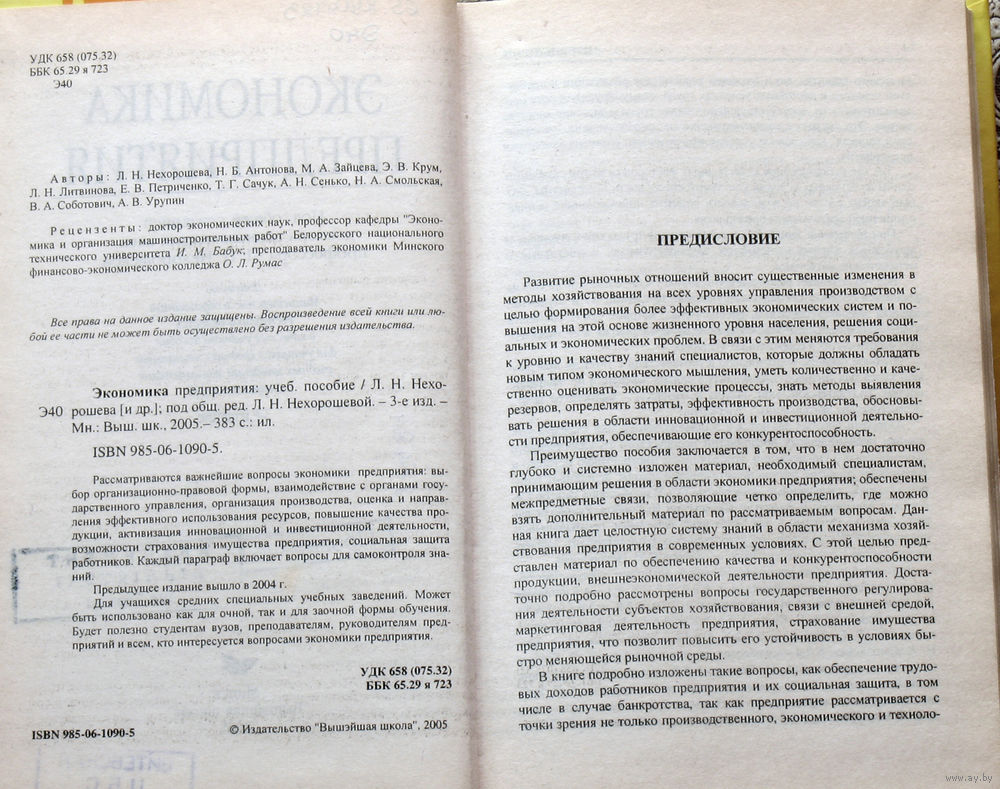 УДК 658 (075.32)
ББК 65.29 я 723
Э40
Авторы: Л. Н. Нехорошева, Н. Б. Антонова, М. А. Зайцева, Э. В. Крум,
Л. Н. Литвинова, Е. В. Петриченко, Т. Г. Сачук, А. Н. Сенько, Н. А. Смольская,
В. А. Соботович, А. В. Урупин
Рецензенты: доктор экономических наук, профессор кафедры "Эконо-
мика и организация машиностроительных работ" Белорусского национального
технического университета И. М. Бабук; преподаватель экономики Минского
финансово-экономического колледжа О. Л. Румас
Все права на данное издание защищены. Воспроизведение всей книги или лю-
бой ее части не может быть осуществлено без разрешения издательства.
Экономика предприятия: учеб. пособие / Л. Н. Нехо-
Э40 рошева [и др.]; под общ. ред. Л. Н. Нехорошевой. – 3-е изд. –
Мн.: Выш. шк., 2005.– 383 с.: ил.
ISBN 985-06-1090-5.
Рассматриваются важнейшие вопросы экономики предприятия: вы-
бор организационно-правовой формы, взаимодействие с органами госу-
дарственного управления, организация производства, оценка и направ-
ления эффективного использования ресурсов, повышение качества про-
дукции, активизация инновационной и инвестиционной деятельности,
возможности страхования имущества предприятия, социальная защита
работников. Каждый параграф включает вопросы для самоконтроля зна-
ний.
Предыдущее издание вышло в 2004 г.
Для учащихся средних специальных учебных заведений. Может
быть использовано как для очной, так и для заочной формы обучения.
Будет полезно студентам вузов, преподавателям, руководителям пред-
приятий и всем, кто интересуется вопросами экономики предприятия.
УДК 658 (075.32)
ББК 65.29 я 723
ISBN 985-06-1090-5
© Издательство "Вышэйшая школа", 2005
ПРЕДИСЛОВИЕ
Развитие рыночных отношений вносит существенные изменения в
методы хозяйствования на всех уровнях управления производством с
целью формирования более эффективных экономических систем и по-
вышения на этой основе жизненного уровня населения, решения соци-
альных и экономических проблем. В связи с этим меняются требования
к уровню и качеству знаний специалистов, которые должны обладать
новым типом экономического мышления, уметь количественно и каче-
ственно оценивать экономические процессы, знать методы выявления
резервов, определять затраты, эффективность производства, обосновы-
вать решения в области инновационной и инвестиционной деятельнос-
ти предприятия, обеспечивающие его конкурентоспособность.
Преимущество пособия заключается в том, что в нем достаточно
глубоко и системно изложен материал, необходимый специалистам,
принимающим решения в области экономики предприятия; обеспечены
межпредметные связи, позволяющие четко определить, где можно
взять дополнительный материал по рассматриваемым вопросам. Дан-
ная книга дает целостную систему знаний в области механизма хозяй-
ствования предприятия в современных условиях. С этой целью пред-
ставлен материал по обеспечению качества и конкурентоспособности
продукции, внешнеэкономической деятельности предприятия. Доста-
точно подробно рассмотрены вопросы государственного регулирова-
ния деятельности субъектов хозяйствования, связи с внешней средой,
маркетинговая деятельность предприятия, страхование имущества
предприятия, что позволит повысить его устойчивость в условиях бы-
стро меняющейся рыночной среды.
В книге подробно изложены такие вопросы, как обеспечение трудо-
вых доходов работников предприятия и их социальная защита, в том
числе в случае банкротства, так как предприятие рассматривается с
точки зрения не только производственного, экономического и техноло-
www.ay.by